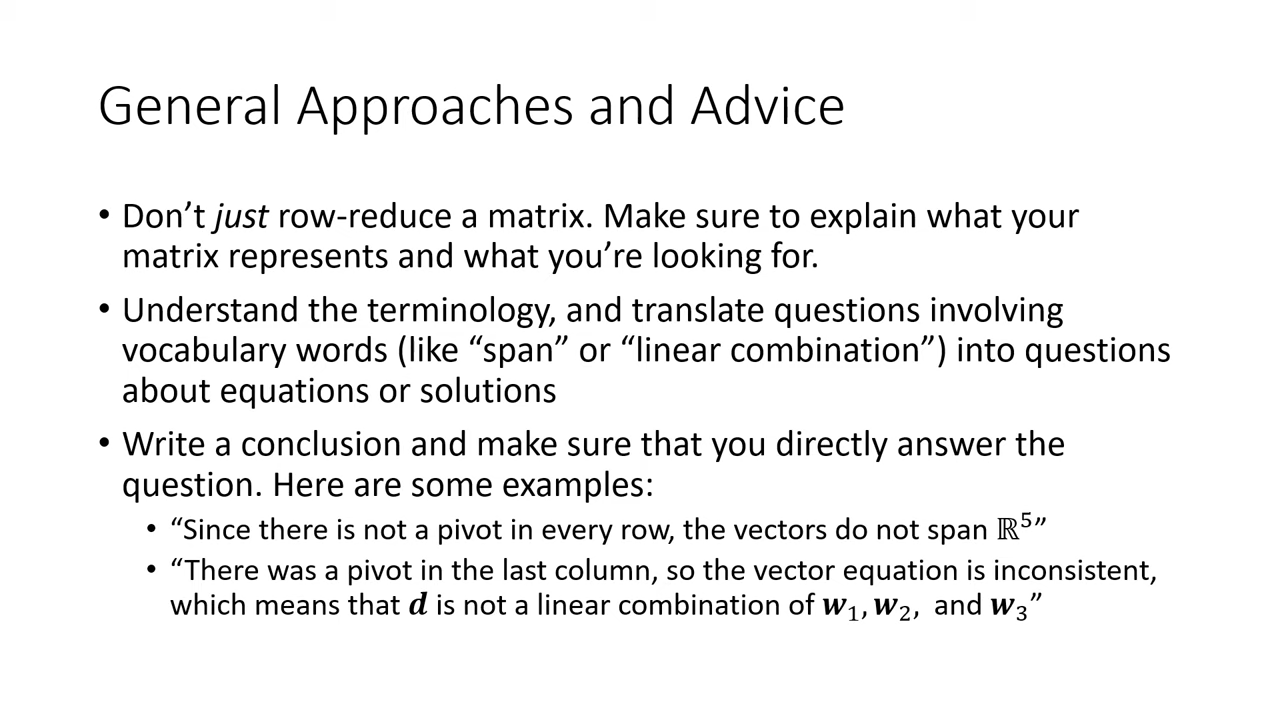 General Approaches and Advice
• Don’t just row-reduce a matrix. Make sure to explain what your
matrix represents and what you’re looking for.
• Understand the terminology, and translate questions involving
vocabulary words (like “span” or “linear combination”) into questions
about equations or solutions
• Write a conclusion and make sure that you directly answer the
question. Here are some examples:
• “Since there is not a pivot in every row, the vectors do not span ℝ⁵”
• “There was a pivot in the last column, so the vector equation is inconsistent,
which means that 𝒅 is not a linear combination of 𝒘₁, 𝒘₂, and 𝒘₃”